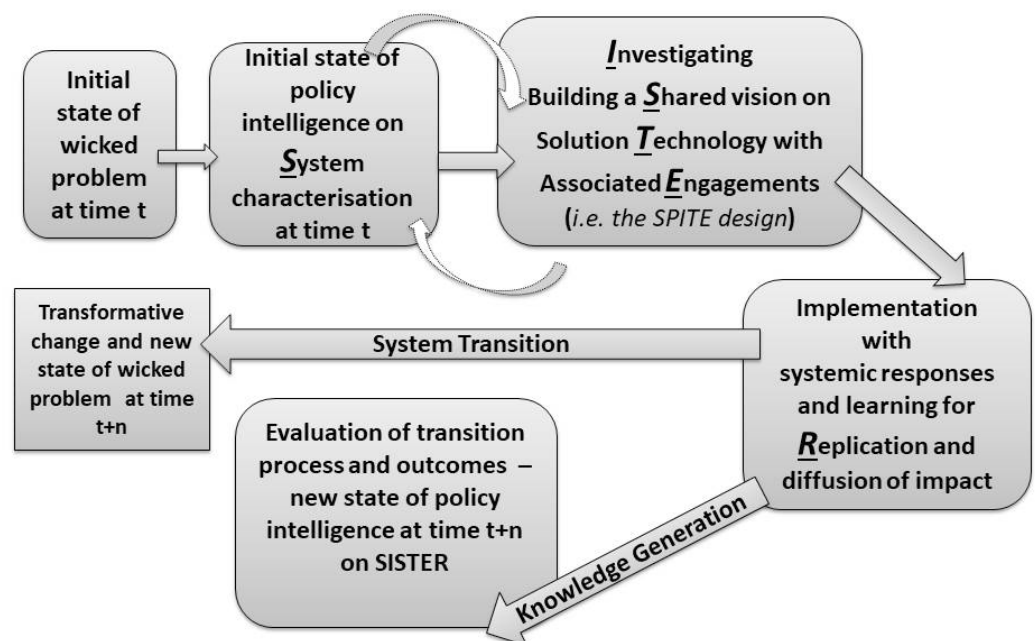 Initial
state of
wicked
problem
at time t
Initial state of
policy
intelligence on
System
characterisation
at time t
Investigating
Building a Shared vision on
Solution Technology with
Associated Engagements
(i.e. the SPITE design)
Implementation
with
systemic responses
and learning for
Replication and
diffusion of impact
System Transition
Transformative
change and new
state of wicked
problem at time
t+n
Knowledge Generation
Evaluation of transition
process and outcomes –
new state of policy
intelligence at time t+n
on SISTER